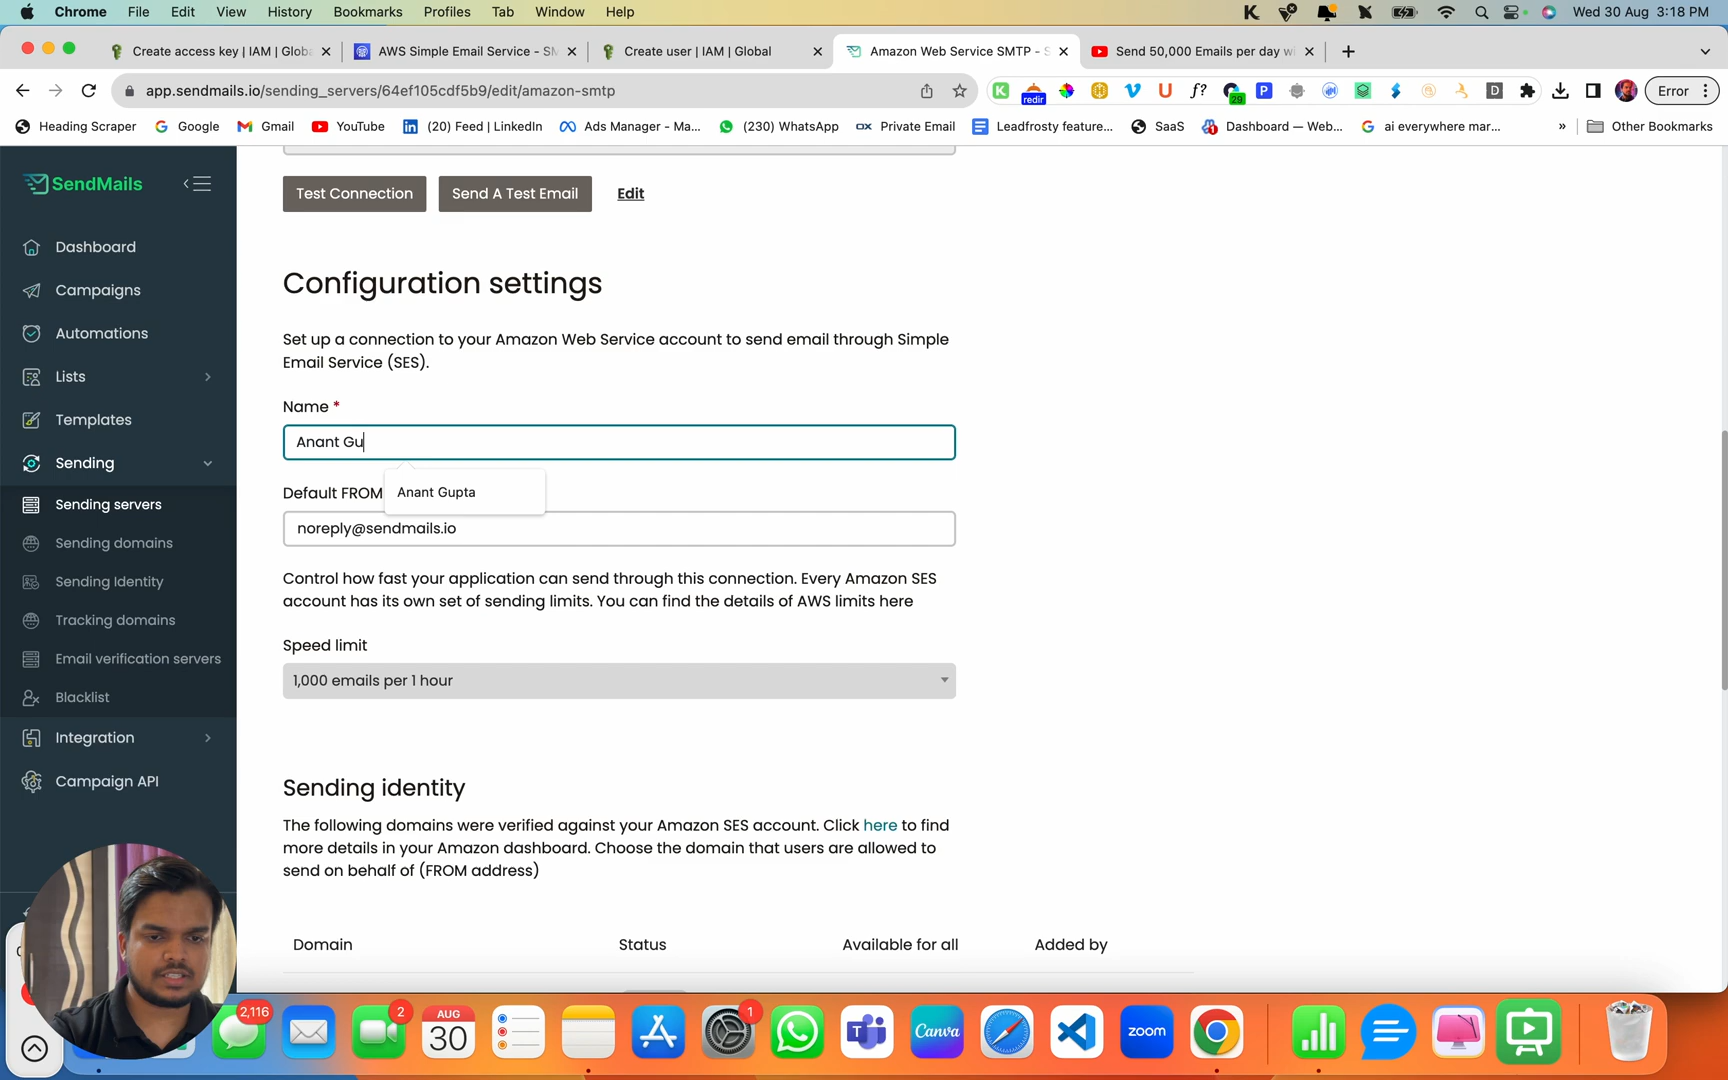 Chrome File Edit View History Bookmarks Profiles Tab Window Help Wed 30 Aug 3:18 PM
Create access key | IAM | Globa AWS Simple Email Service - SM Create user | IAM | Global Amazon Web Service SMTP - S Send 50,000 Emails per day wi
app.sendmails.io/sending_servers/64ef105cdf5b9/edit/amazon-smtp redir 29 Error
Heading Scraper Google Gmail YouTube (20) Feed | LinkedIn Ads Manager - Ma... (230) WhatsApp Private Email Leadfrosty feature... SaaS Dashboard — Web... ai everywhere mar... » Other Bookmarks
SendMails
Dashboard
Campaigns
Automations
Lists
Templates
Sending
Sending servers
Sending domains
Sending Identity
Tracking domains
Email verification servers
Blacklist
Integration
Campaign API
Test Connection Send A Test Email Edit
Configuration settings
Set up a connection to your Amazon Web Service account to send email through Simple
Email Service (SES).
Name *
Anant Gu
Anant Gupta
Default FROM
noreply@sendmails.io
Control how fast your application can send through this connection. Every Amazon SES
account has its own set of sending limits. You can find the details of AWS limits here
Speed limit
1,000 emails per 1 hour
Sending identity
The following domains were verified against your Amazon SES account. Click here to find
more details in your Amazon dashboard. Choose the domain that users are allowed to
send on behalf of (FROM address)
Domain Status Available for all Added by
2,116 2 AUG 30 1 Canva zoom